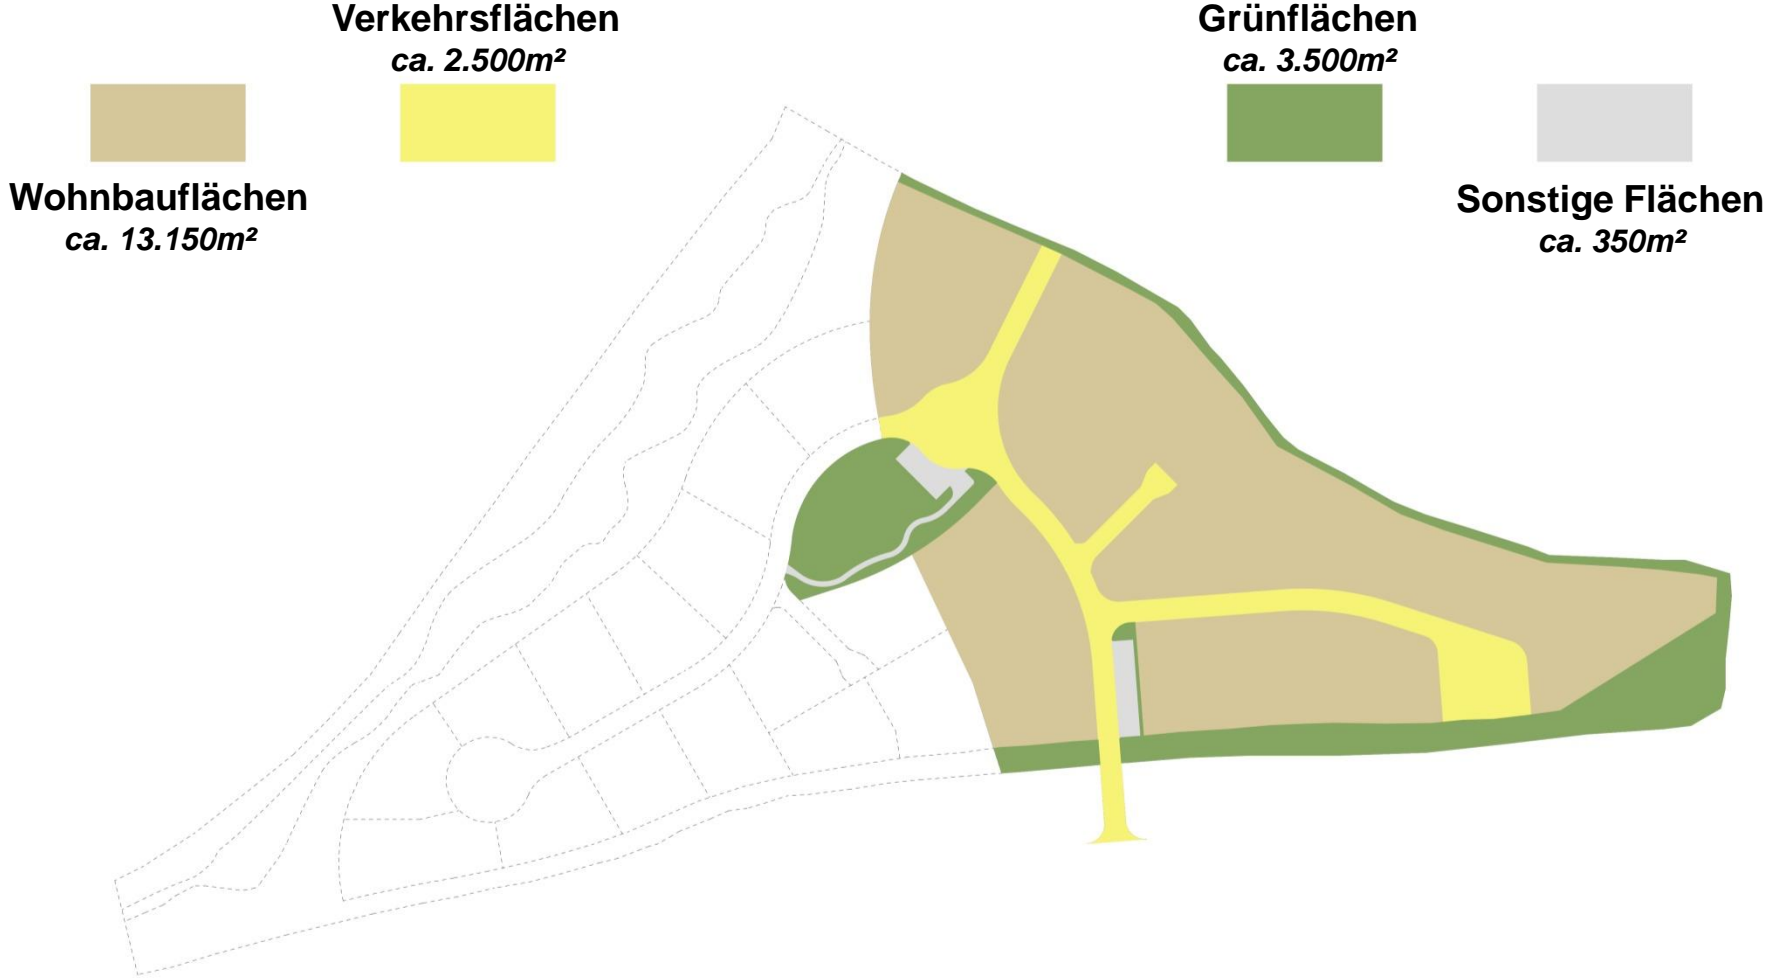 Verkehrsflächen
ca. 2.500m²
Grünflächen
ca. 3.500m²
Wohnbauflächen
ca. 13.150m²
Sonstige Flächen
ca. 350m²